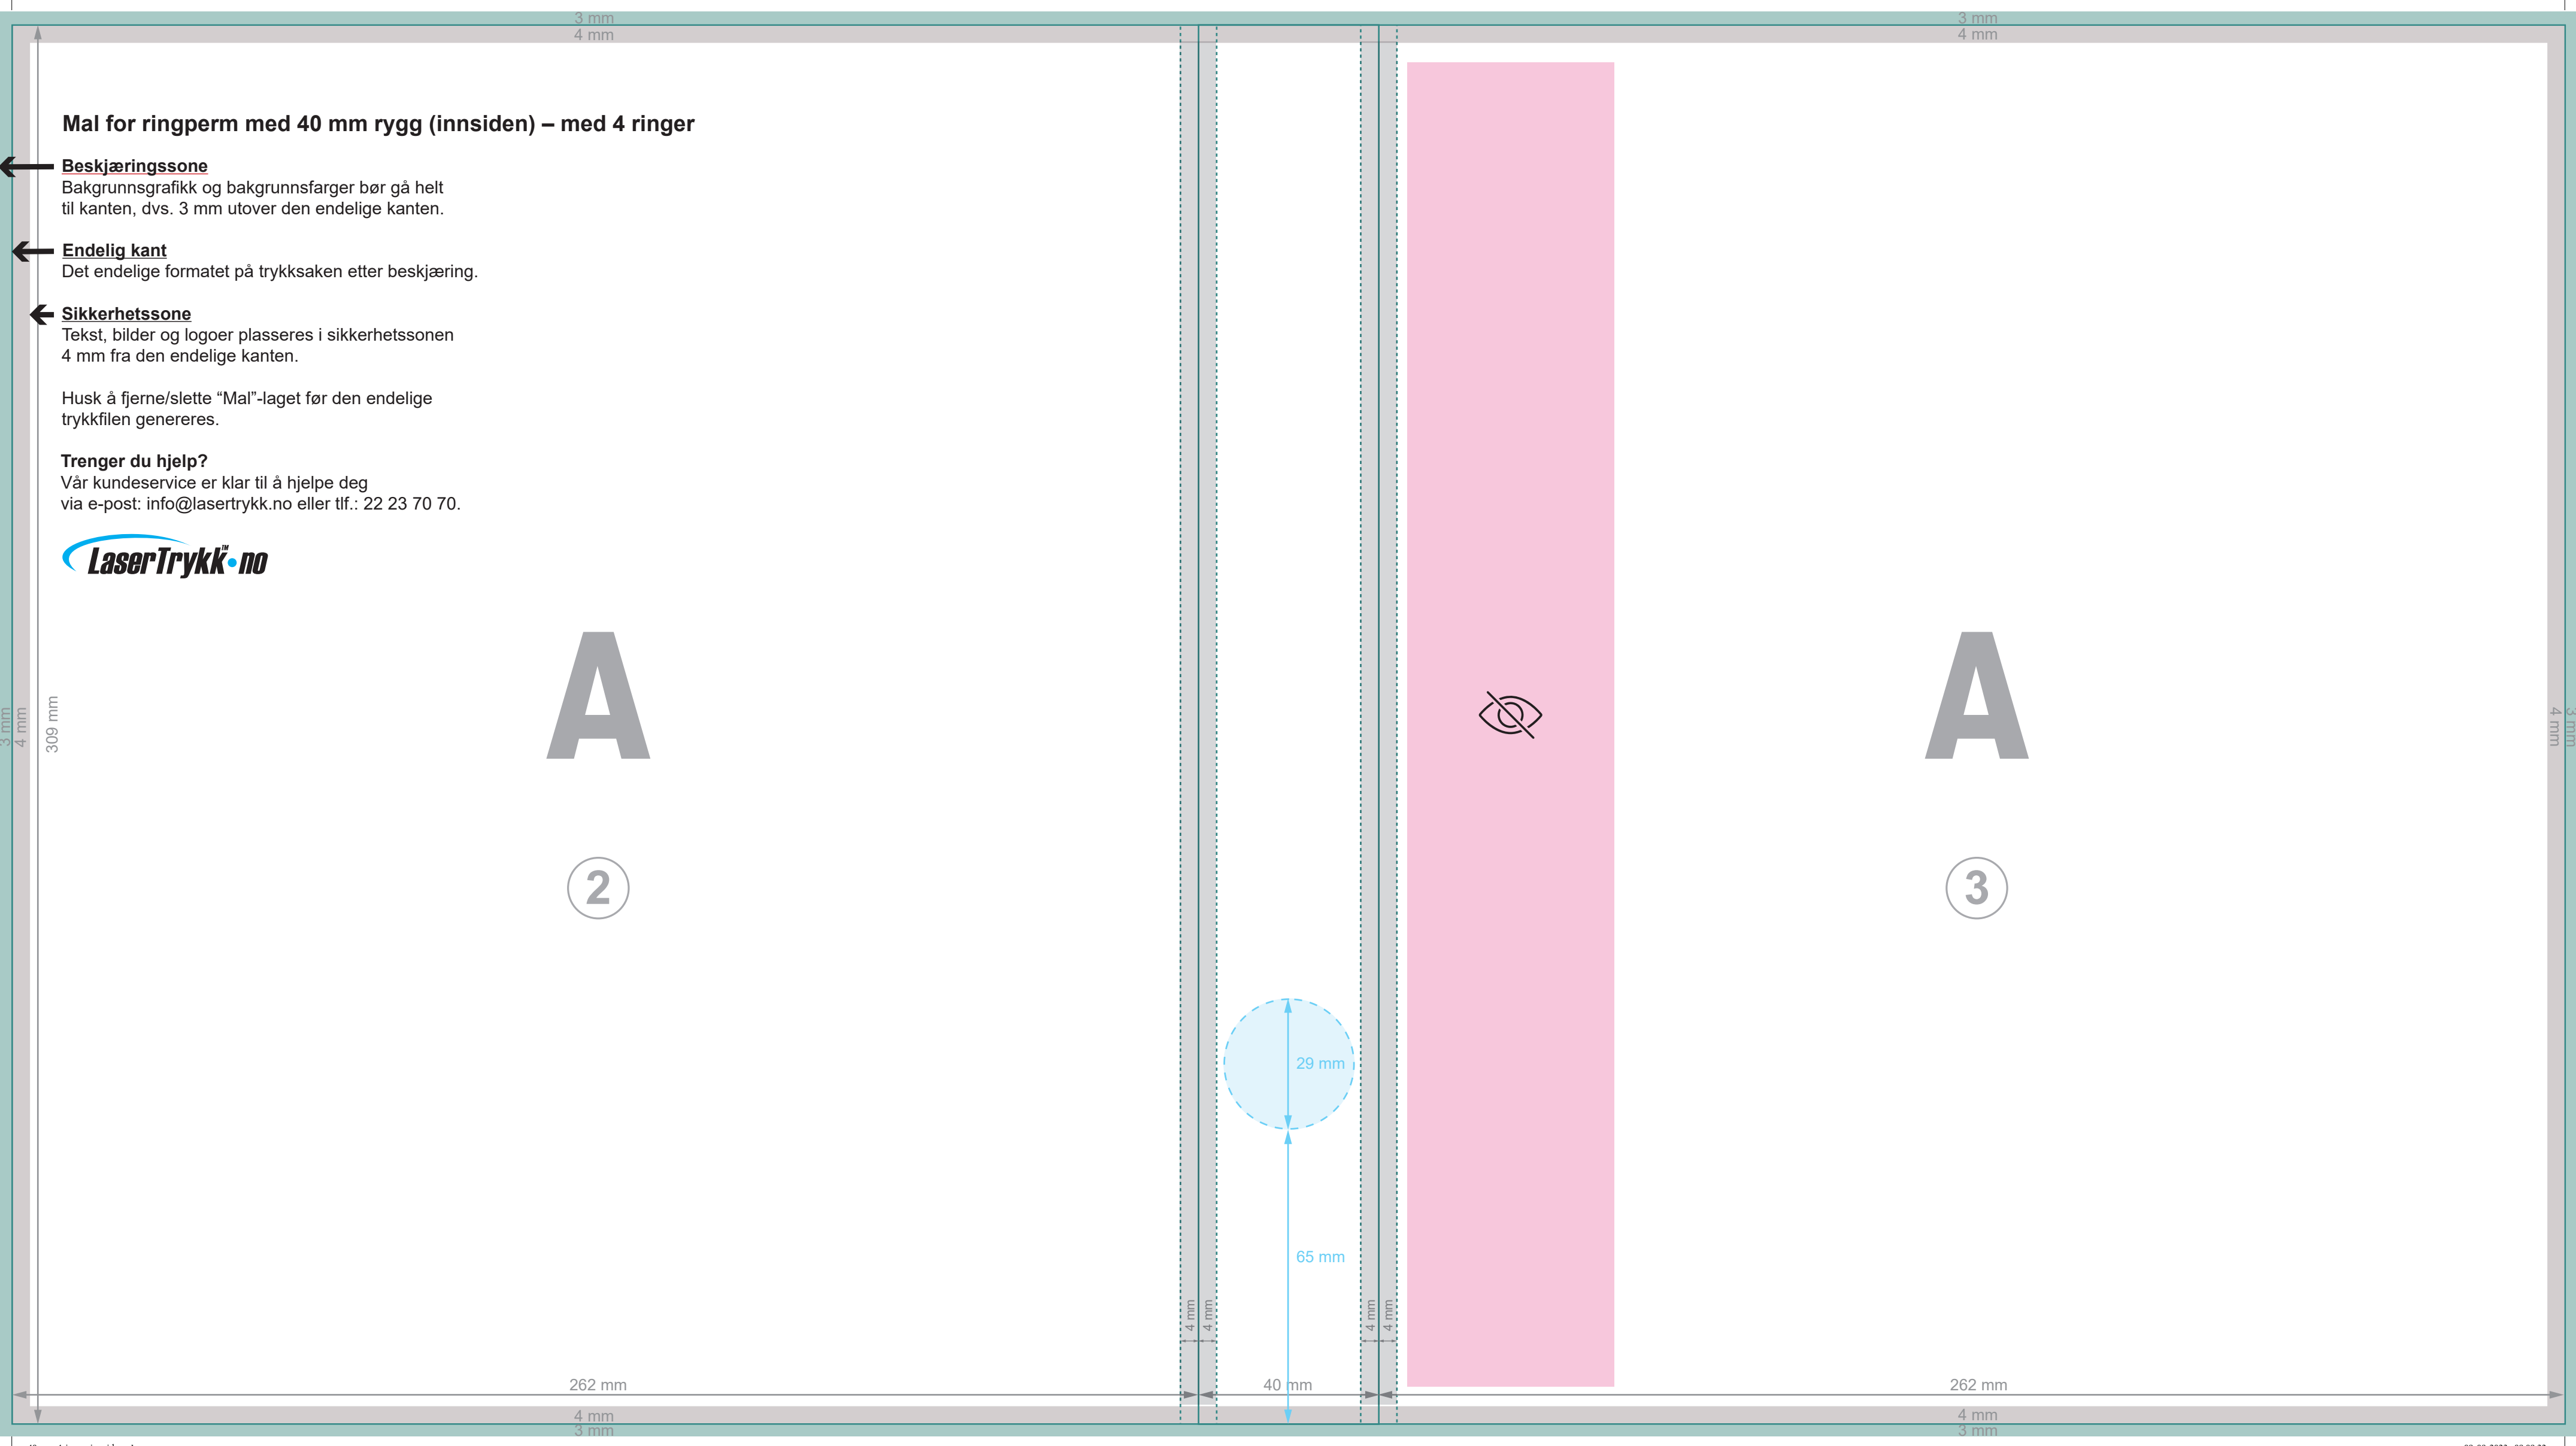 3 mm
4 mm
3 mm
4 mm
Mal for ringperm med 40 mm rygg (innsiden) – med 4 ringer
Beskjæringssone
Bakgrunnsgrafikk og bakgrunnsfarger bør gå helt
til kanten, dvs. 3 mm utover den endelige kanten.
Endelig kant
Det endelige formatet på trykksaken etter beskjæring.
Sikkerhetssone
Tekst, bilder og logoer plasseres i sikkerhetssonen
4 mm fra den endelige kanten.
Husk å fjerne/slette “Mal”-laget før den endelige
trykkfilen genereres.
Trenger du hjelp?
Vår kundeservice er klar til å hjelpe deg
via e-post: info@lasertrykk.no eller tlf.: 22 23 70 70.
LaserTrykk™•no
3 mm
4 mm
309 mm
A
A
4 mm
3 mm
2
3
29 mm
65 mm
4 mm
4 mm
4 mm
4 mm
262 mm
40 mm
262 mm
4 mm
3 mm
4 mm
3 mm